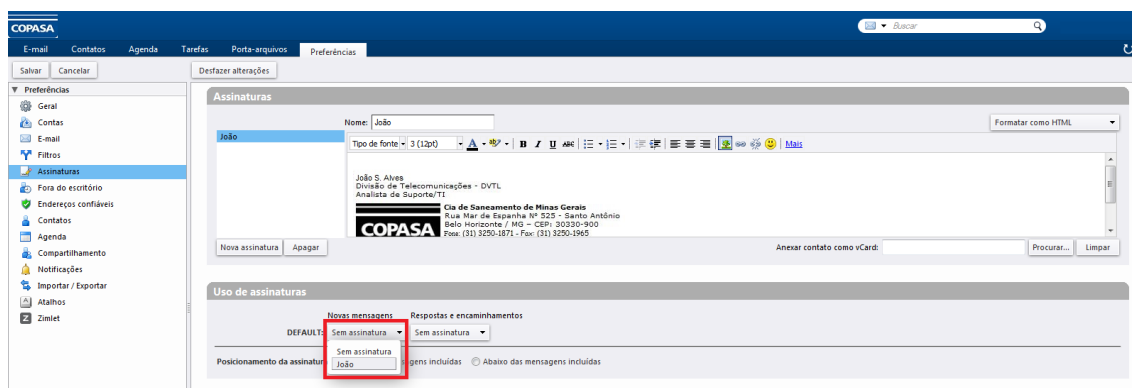 COPASA
Buscar
E-mail Contatos Agenda Tarefas Porta-arquivos Preferências
Salvar Cancelar Desfazer alterações
Preferências
Geral
Contas
E-mail
Filtros
Assinaturas
Fora do escritório
Endereços confiáveis
Contatos
Agenda
Compartilhamento
Notificações
Importar / Exportar
Atalhos
Zimlet
Assinaturas
Nome: João
Formatar como HTML
João
Tipo de fonte 3 (12pt) A ab B I U ABC Mais
João S. Alves
Divisão de Telecomunicações - DVTL
Analista de Suporte/TI
Cia de Saneamento de Minas Gerais
Rua Mar de Espanha Nº 525 - Santo Antônio
Belo Horizonte / MG – CEP: 30330-900
COPASA Fone: (31) 3250-1871 - Fax: (31) 3250-1965
Nova assinatura Apagar Anexar contato como vCard: Procurar... Limpar
Uso de assinaturas
Novas mensagens Respostas e encaminhamentos
DEFAULT: Sem assinatura Sem assinatura
Sem assinatura
João
Posicionamento da assinatur gens incluídas Abaixo das mensagens incluídas